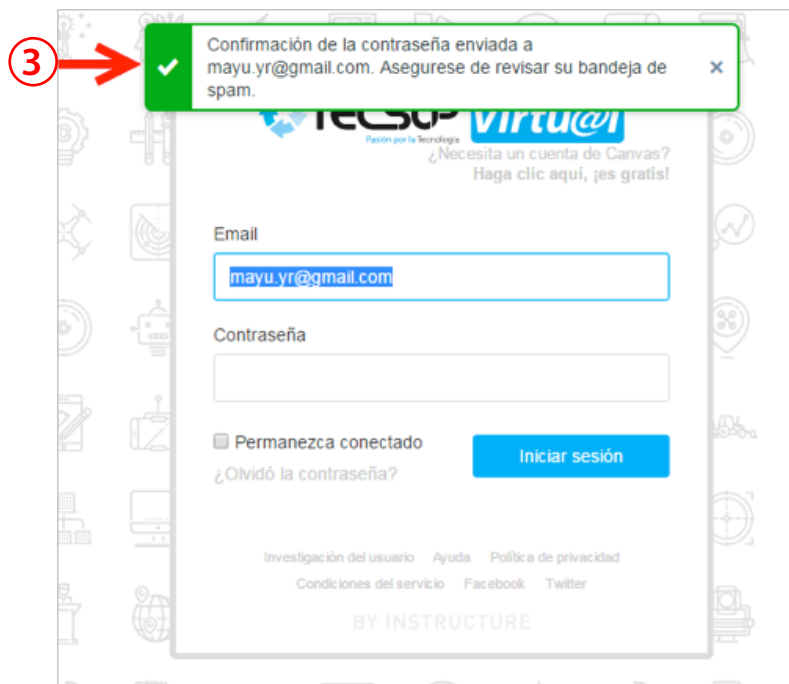 3
Confirmación de la contraseña enviada a
mayu.yr@gmail.com. Asegurese de revisar su bandeja de
spam.
×
Tecsup Virtu@l
Pasión por la Tecnología
¿Necesita un cuenta de Canvas?
Haga clic aquí, ¡es gratis!
Email
mayu.yr@gmail.com
Contraseña
Permanezca conectado
Iniciar sesión
¿Olvidó la contraseña?
Investigación del usuario Ayuda Política de privacidad
Condiciones del servicio Facebook Twitter
BY INSTRUCTURE